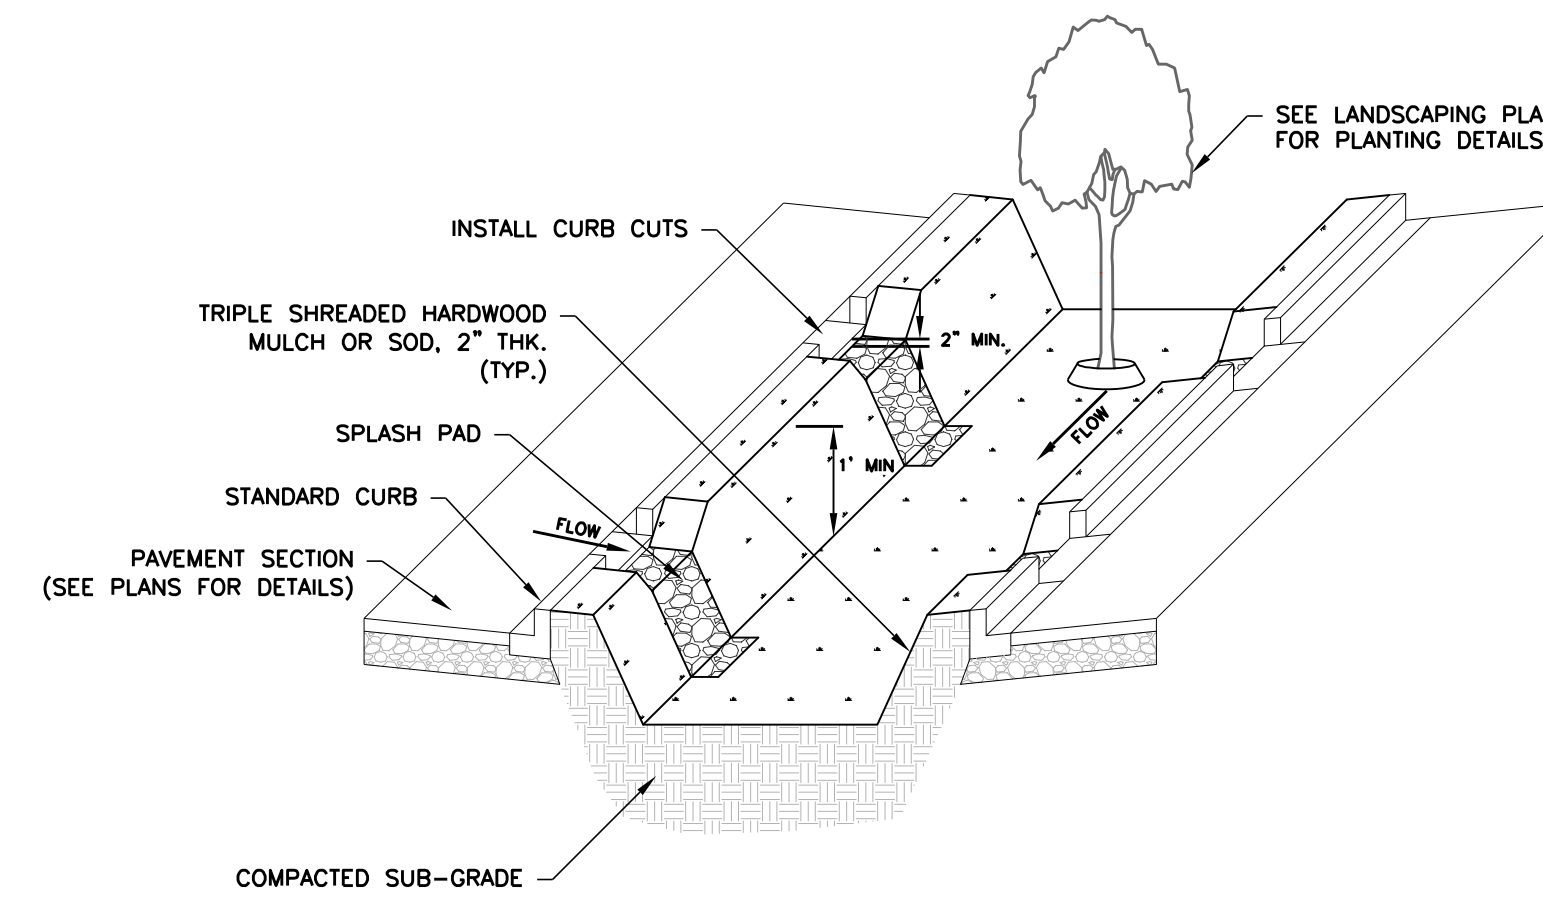 SEE LANDSCAPING PLA
FOR PLANTING DETAILS
INSTALL CURB CUTS
TRIPLE SHREADED HARDWOOD
MULCH OR SOD, 2" THK.
(TYP.)
2" MIN.
FLOW
SPLASH PAD
1' MIN
STANDARD CURB
FLOW
PAVEMENT SECTION
(SEE PLANS FOR DETAILS)
COMPACTED SUB-GRADE